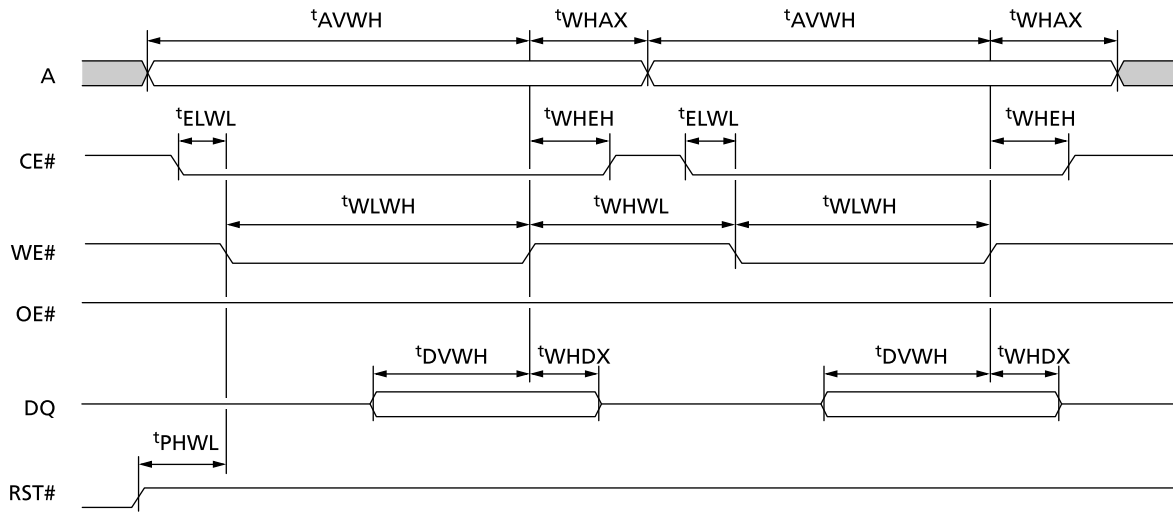 tAVWH tWHAX tAVWH tWHAX
A
tELWL tWHEH tELWL tWHEH
CE#
tWLWH tWHWL tWLWH
WE#
OE#
tDVWH tWHDX tDVWH tWHDX
DQ
tPHWL
RST#